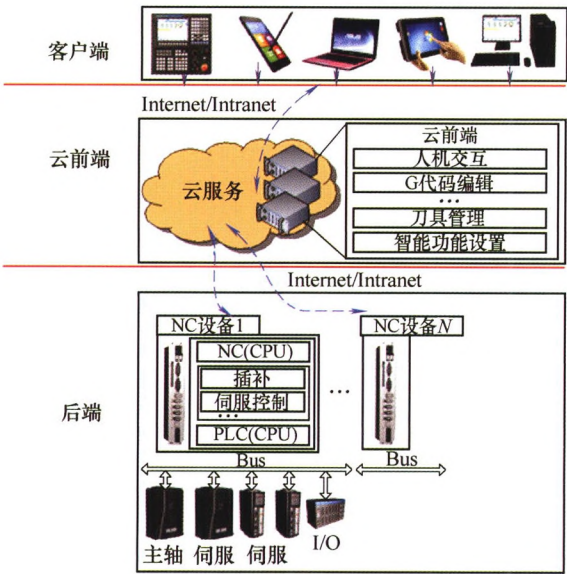 客户端
Internet/Intranet
云前端
云服务
云前端
人机交互
G代码编辑
...
刀具管理
智能功能设置
Internet/Intranet
后端
NC设备1
NC(CPU)
插补
伺服控制
...
PLC(CPU)
...
NC设备N
Bus
Bus
主轴 伺服 伺服 I/O